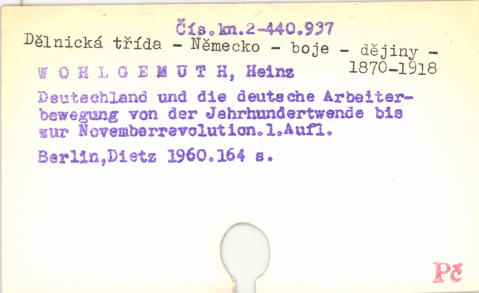 Čís.kn.2-440.937
Dělnická třída - Německo - boje - dějiny -
1870-1918
W O H L G E M U T H, Heinz
Deutschland und die deutsche Arbeiter-
bewegung von der Jahrhundertwende bis
zur Novemberrevolution.1.Aufl.
Berlin,Dietz 1960.164 s.
Pč